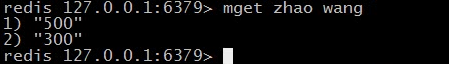 redis 127.0.0.1:6379> mget zhao wang
1) "500"
2) "300"
redis 127.0.0.1:6379>